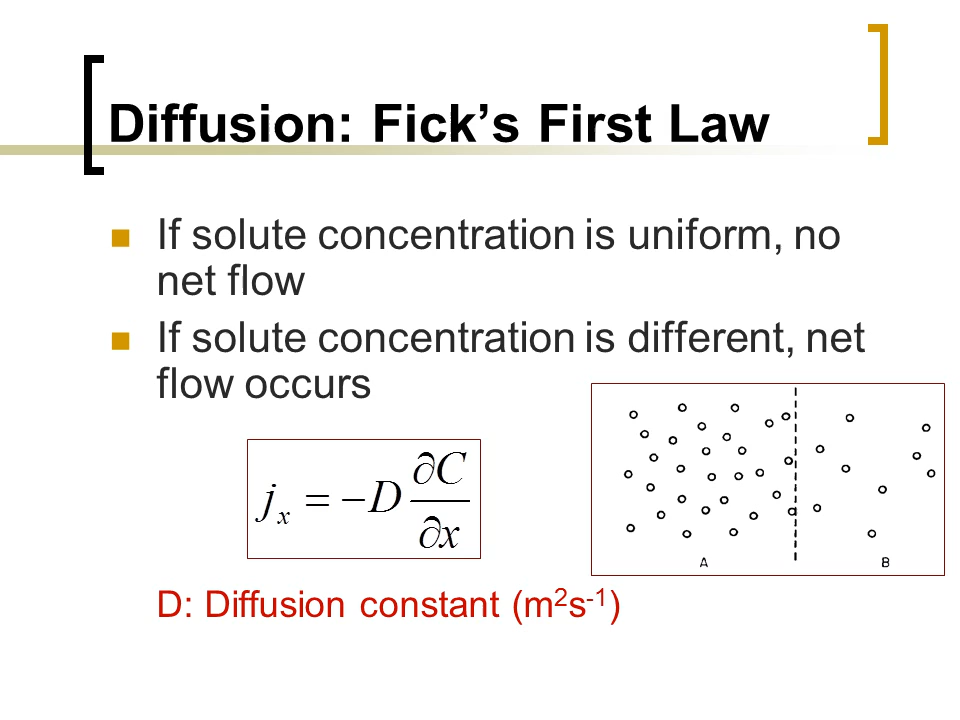 Diffusion: Fick’s First Law
If solute concentration is uniform, no
net flow
If solute concentration is different, net
flow occurs
jₓ = −D ∂C/∂x
A B
D: Diffusion constant (m²s⁻¹)